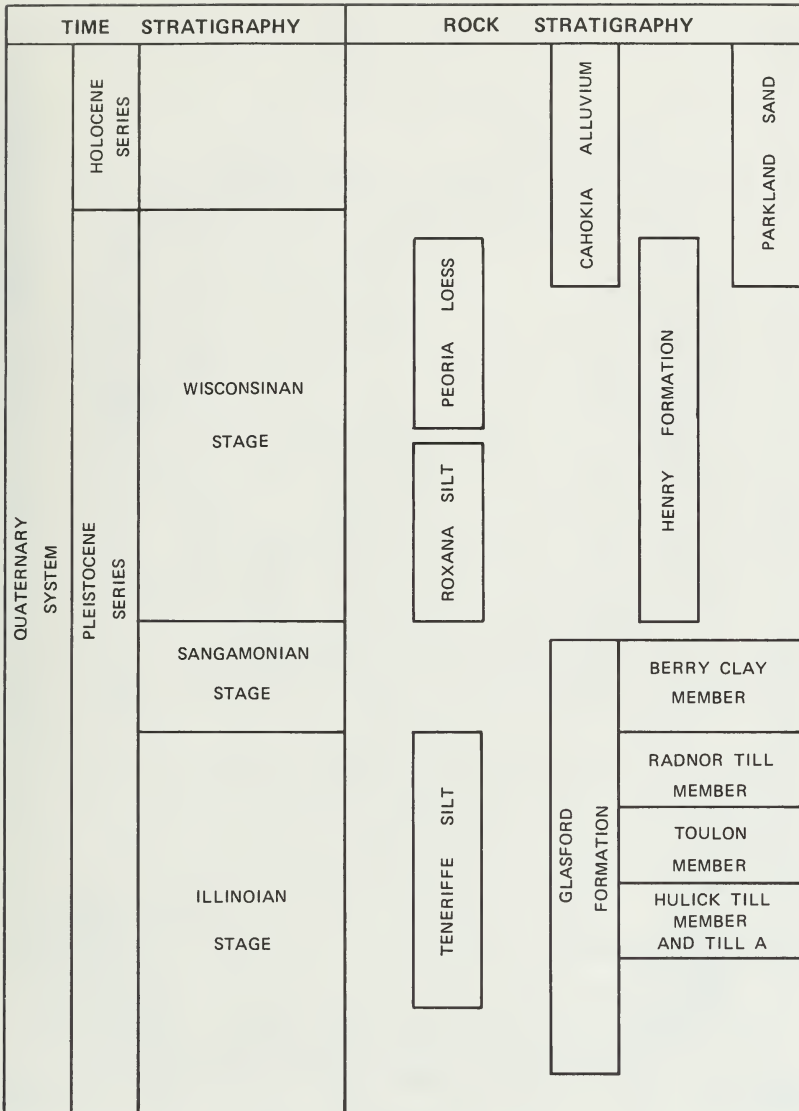 TIME STRATIGRAPHY
ROCK STRATIGRAPHY
QUATERNARY
SYSTEM
HOLOCENE
SERIES
PLEISTOCENE
SERIES
WISCONSINAN
STAGE
SANGAMONIAN
STAGE
ILLINOIAN
STAGE
PEORIA LOESS
ROXANA SILT
TENERIFFE SILT
CAHOKIA ALLUVIUM
HENRY FORMATION
PARKLAND SAND
GLASFORD
FORMATION
BERRY CLAY
MEMBER
RADNOR TILL
MEMBER
TOULON
MEMBER
HULICK TILL
MEMBER
AND TILL A